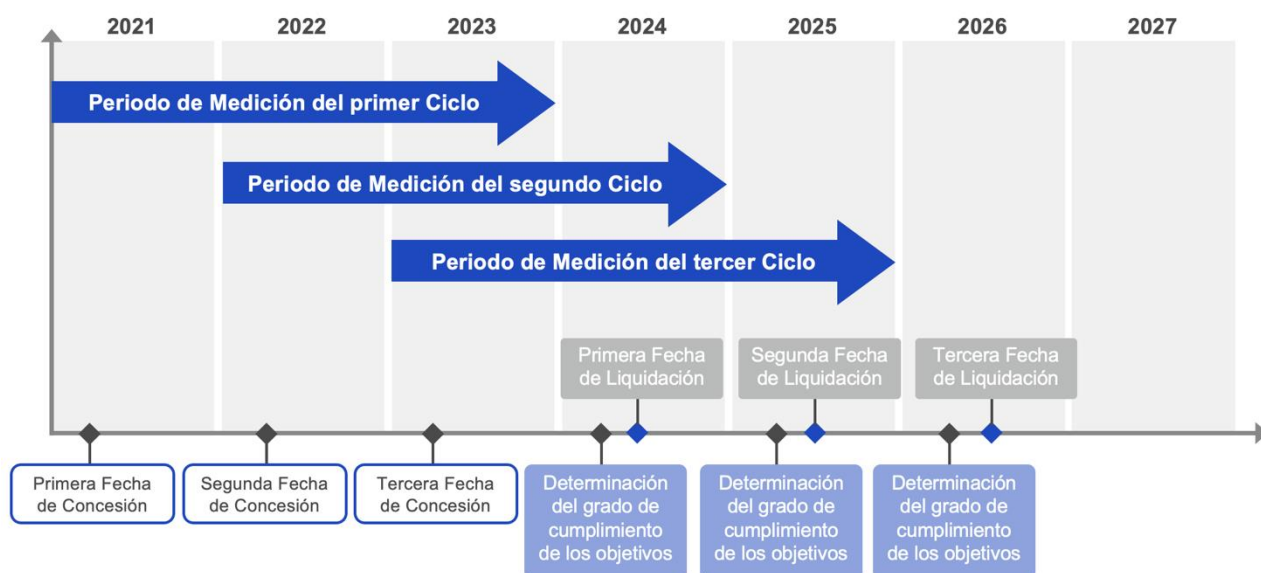 2021 2022 2023 2024 2025 2026 2027
Periodo de Medición del primer Ciclo
Periodo de Medición del segundo Ciclo
Periodo de Medición del tercer Ciclo
Primera Fecha
de Liquidación
Segunda Fecha
de Liquidación
Tercera Fecha
de Liquidación
Primera Fecha
de Concesión
Segunda Fecha
de Concesión
Tercera Fecha
de Concesión
Determinación
del grado de
cumplimiento
de los objetivos
Determinación
del grado de
cumplimiento
de los objetivos
Determinación
del grado de
cumplimiento
de los objetivos